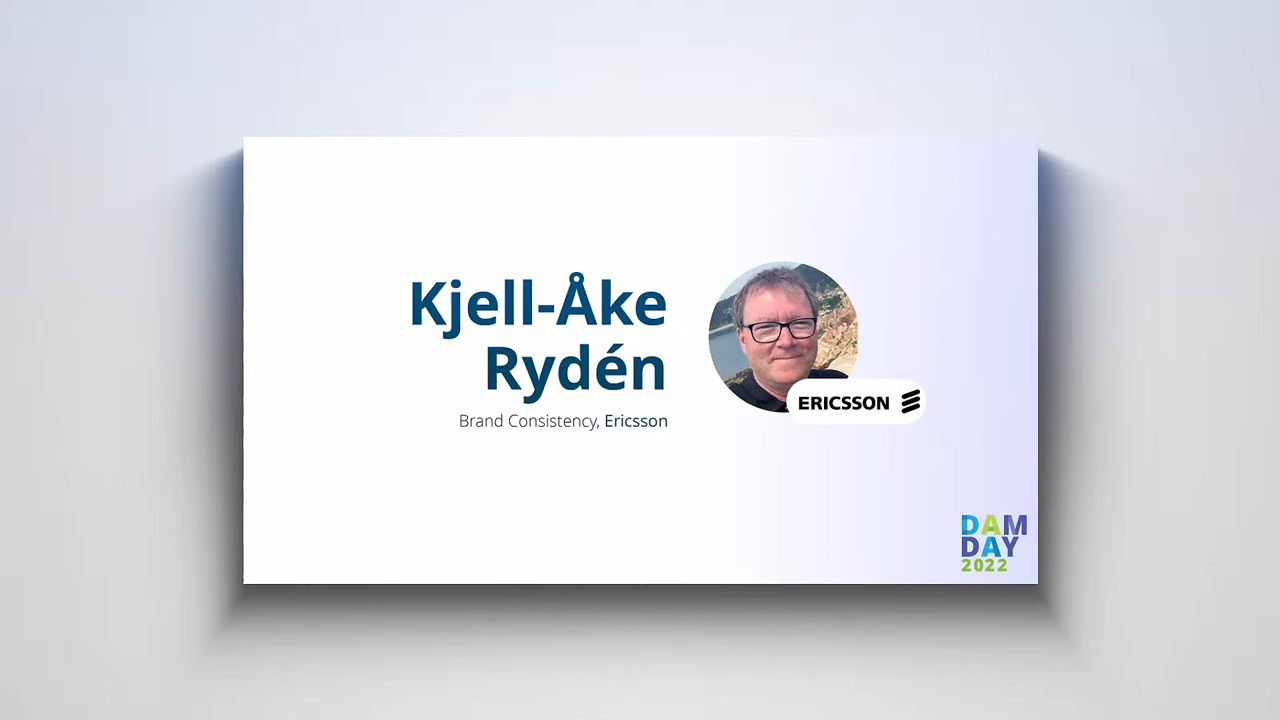 Kjell-Åke
Rydén
Brand Consistency, Ericsson
ERICSSON
DAM
DAY
2022